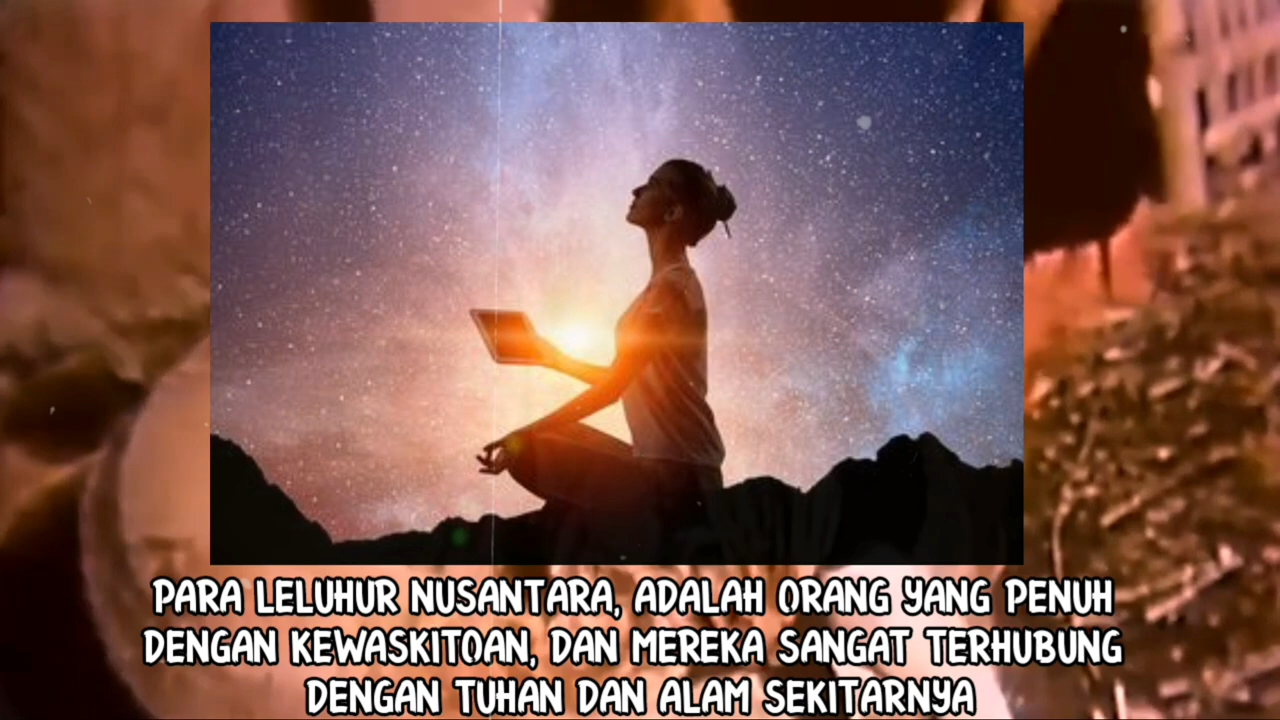 PARA LELUHUR NUSANTARA, ADALAH ORANG YANG PENUH
DENGAN KEWASKITOAN, DAN MEREKA SANGAT TERHUBUNG
DENGAN TUHAN DAN ALAM SEKITARNYA